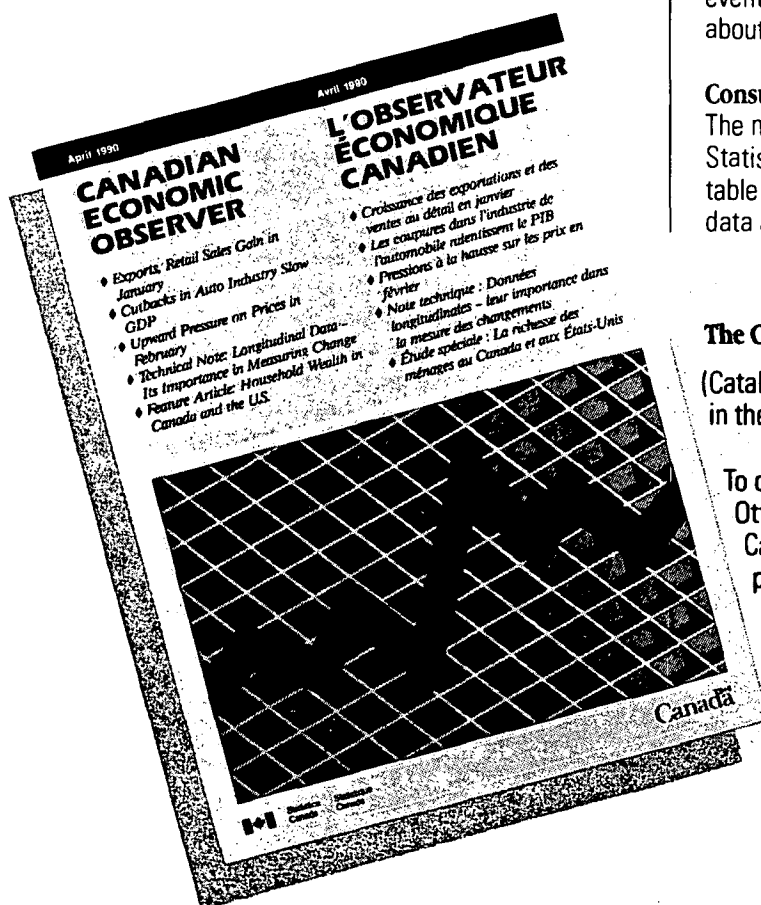 April 1990
Avril 1990
CANADIAN
ECONOMIC
OBSERVER
♦ Exports, Retail Sales Gain in
January
♦ Cutbacks in Auto Industry Slow
GDP
♦ Upward Pressure on Prices in
February
♦ Technical Note: Longitudinal Data –
Its Importance in Measuring Change
♦ Feature Article: Household Wealth in
Canada and the U.S.
L'OBSERVATEUR
ÉCONOMIQUE
CANADIEN
♦ Croissance des exportations et des
ventes au détail en janvier
♦ Les coupures dans l'industrie de
l'automobile ralentissent le PIB
♦ Pressions à la hausse sur les prix en
février
♦ Note technique : Données
longitudinales – leur importance dans
la mesure des changements
♦ Étude spéciale : La richesse des
ménages au Canada et aux États-Unis
Canada
Statistics
Canada
Statistique
Canada
about
The
table
data
The
in the
To